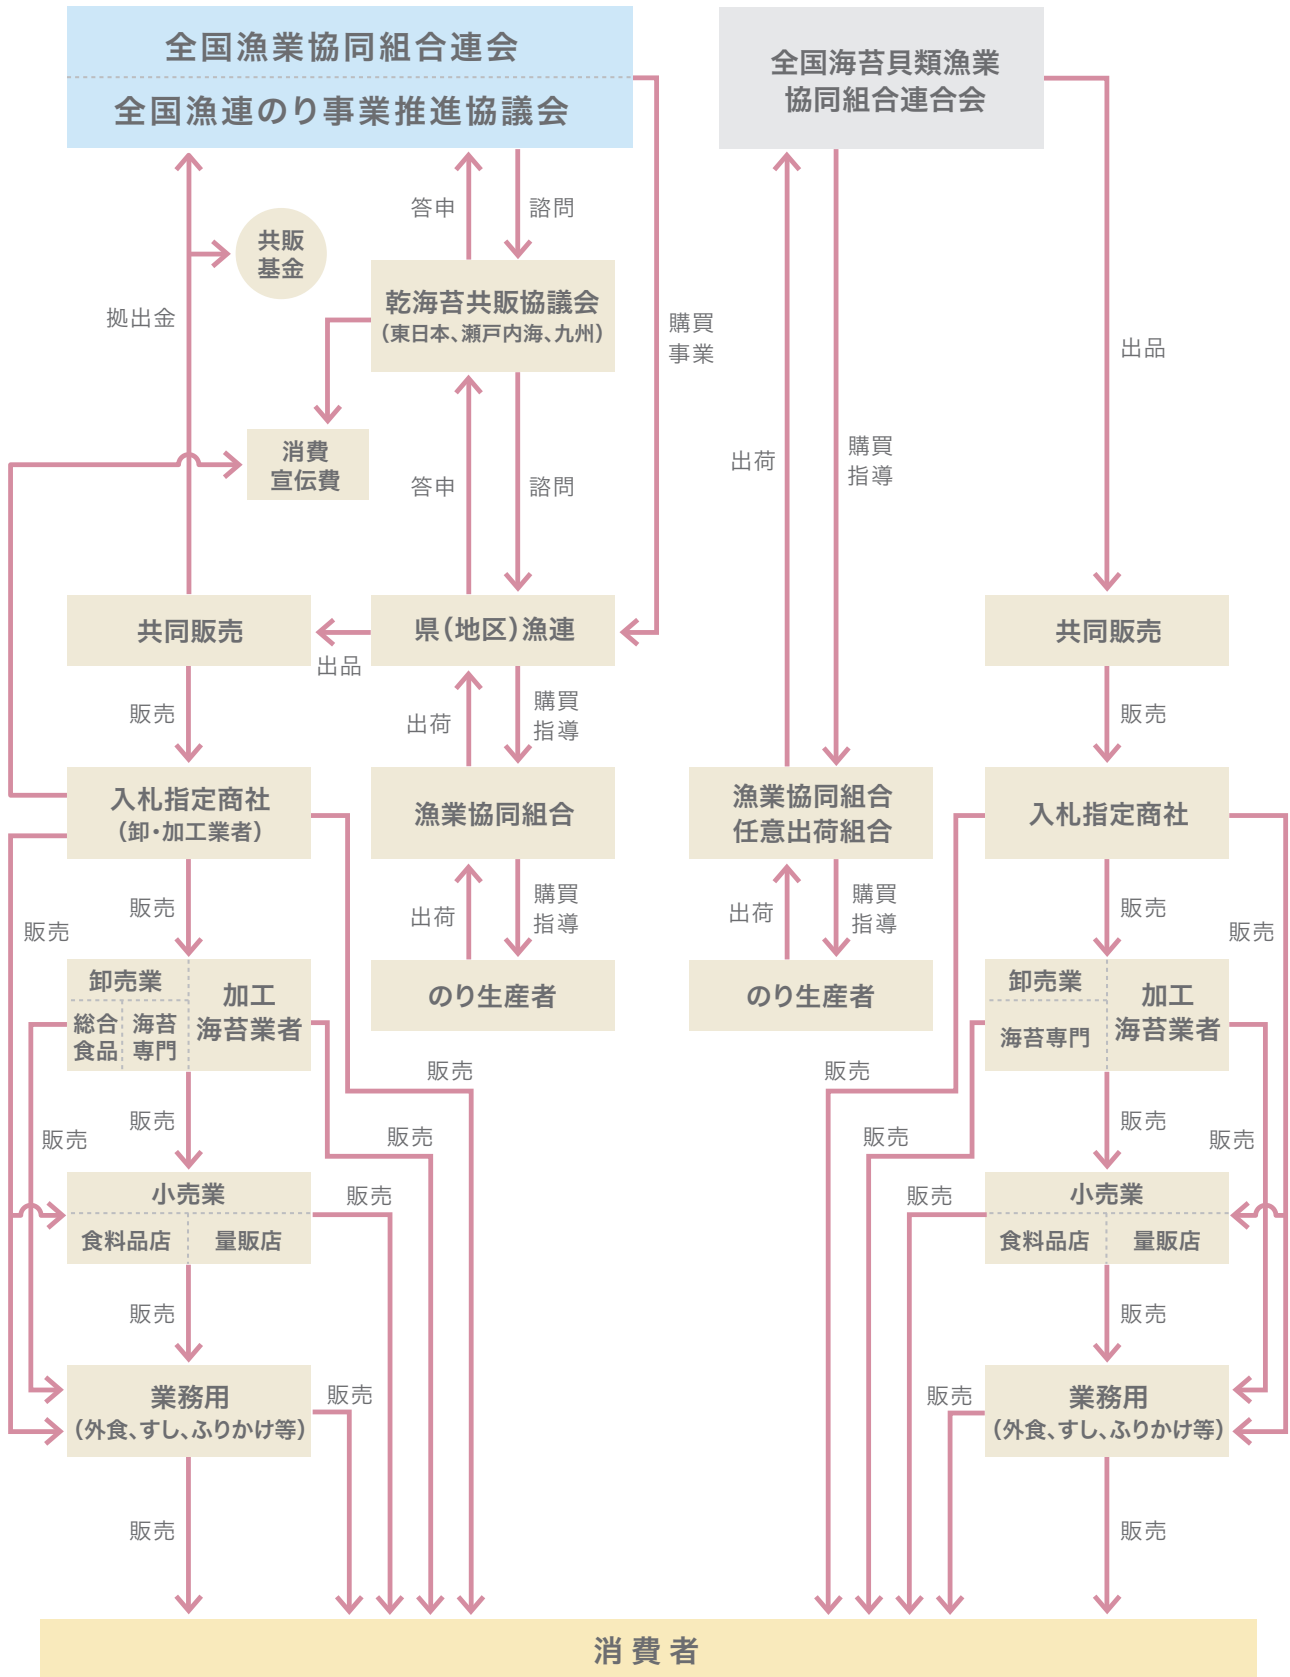 全国漁業協同組合連会
全国漁連のり事業推進協議会
全国海苔貝類漁業
協同組合連合会
答申
諮問
共販
基金
拠出金
乾海苔共販協議会
（東日本、瀬戸内海、九州）
購買
事業
出品
消費
宣伝費
答申
諮問
出荷
購買
指導
共同販売
県（地区）漁連
共同販売
出品
販売
出荷
購買
指導
販売
入札指定商社
（卸・加工業者）
漁業協同組合
漁業協同組合
任意出荷組合
入札指定商社
販売
販売
出荷
購買
指導
出荷
購買
指導
販売
販売
卸売業
総合
食品
海苔
専門
加工
海苔業者
のり生産者
のり生産者
卸売業
海苔専門
加工
海苔業者
販売
販売
販売
販売
販売
販売
販売
販売
小売業
食料品店
量販店
販売
販売
小売業
食料品店
量販店
販売
販売
業務用
（外食、すし、ふりかけ等）
販売
販売
業務用
（外食、すし、ふりかけ等）
販売
販売
消費者